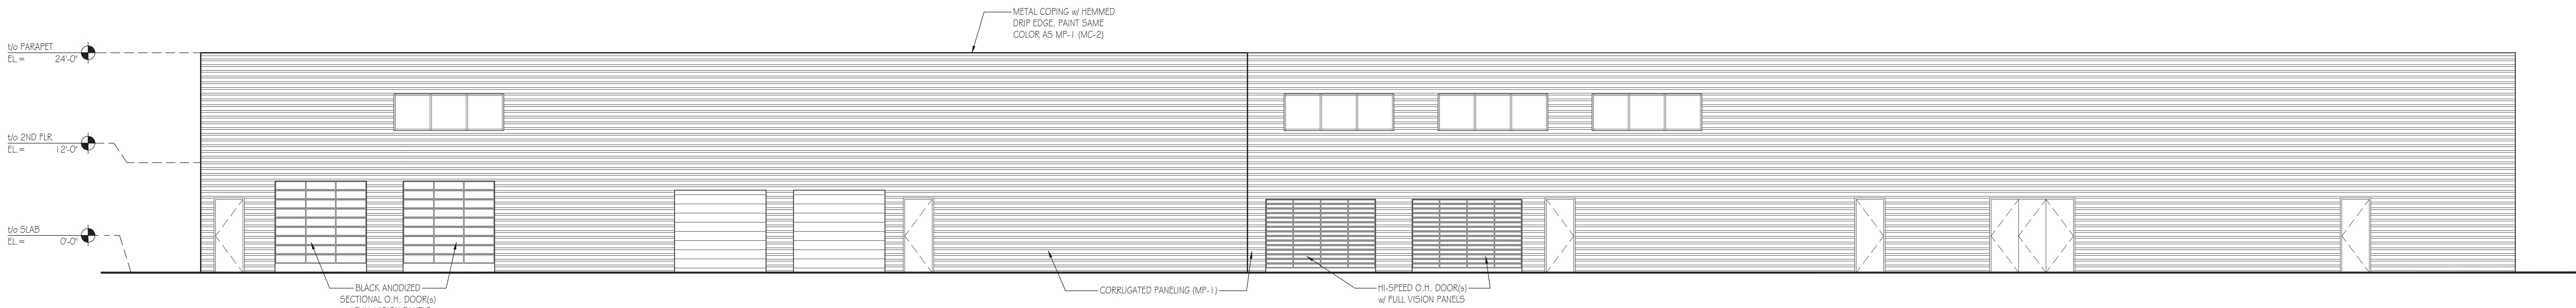 METAL COPING w/ HEMMED
DRIP EDGE, PAINT SAME
COLOR AS MP-1 (MC-2)
t/o PARAPET
EL.= 24'-0"
t/o 2ND FLR
EL.= 12'-0"
t/o SLAB
EL.= 0'-0"
BLACK ANODIZED
SECTIONAL O.H. DOOR(s)
CORRUGATED PANELING (MP-1)
HI-SPEED O.H. DOOR(s)
w/ FULL VISION PANELS